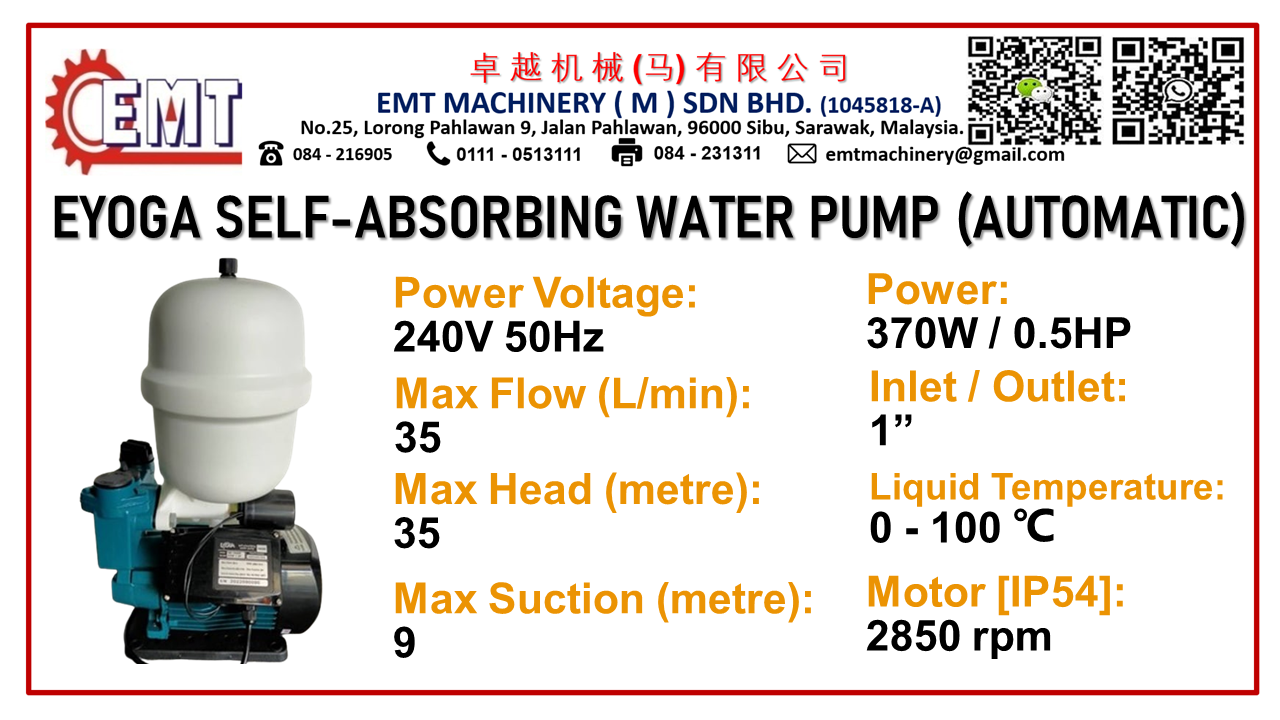 EMT
卓越机械(马)有限公司
EMT MACHINERY ( M ) SDN BHD. (1045818-A)
No.25, Lorong Pahlawan 9, Jalan Pahlawan, 96000 Sibu, Sarawak, Malaysia.
084 - 216905 0111 - 0513111 084 - 231311 emtmachinery@gmail.com
EYOGA SELF-ABSORBING WATER PUMP (AUTOMATIC)
Power Voltage:
240V 50Hz
Max Flow (L/min):
35
Max Head (metre):
35
Max Suction (metre):
9
Power:
370W / 0.5HP
Inlet / Outlet:
1”
Liquid Temperature:
0 - 100 ℃
Motor [IP54]:
2850 rpm